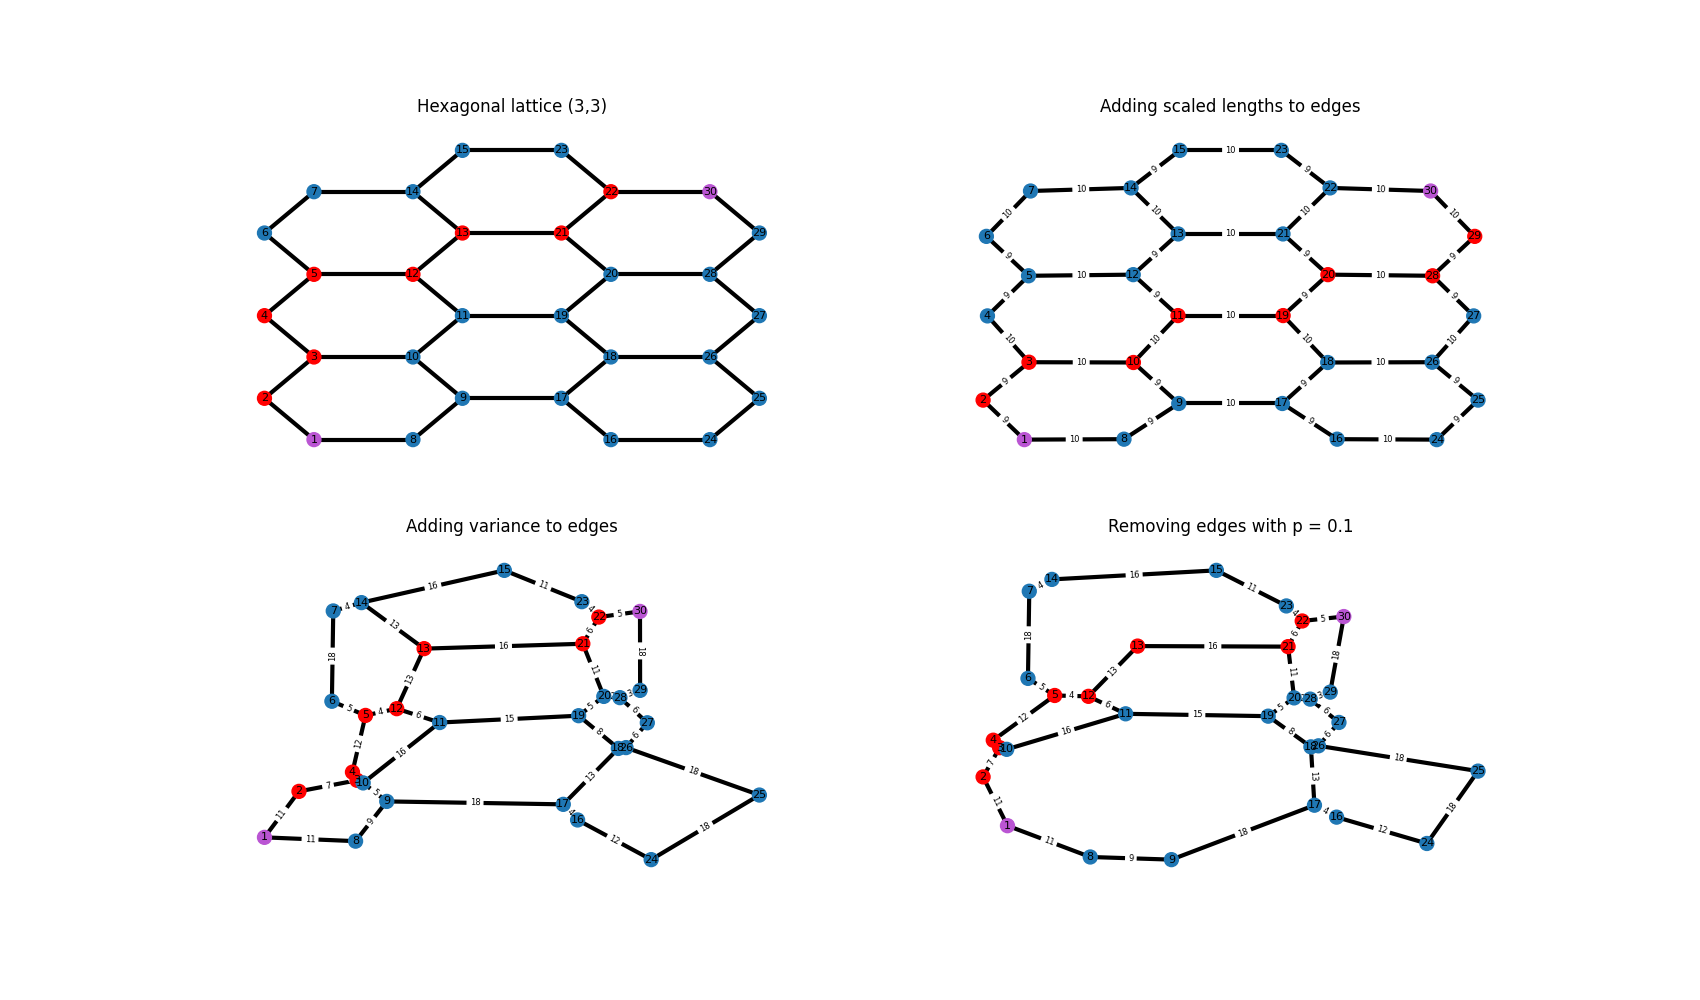 Hexagonal lattice (3,3)
15 23
7 14 22 30
6 13 21 29
5 12 20 28
4 11 19 27
3 10 18 26
2 9 17 25
1 8 16 24
Adding scaled lengths to edges
15 10 23
9 9
7 10 14 22 10 30
10 10 10 10
6 13 10 21 29
9 9 9 9
5 10 12 20 10 28
9 9 9 9
4 11 10 19 27
10 10 10 10
3 10 10 18 10 26
9 9 9 9
2 9 10 17 25
9 9 9 9
1 10 8 16 10 24
Adding variance to edges
15
16 11
7 4 14 23
4 22 5 30
13 6
13 16 21
18 18
13 11
6 5 4 12 20 28 3 29
5 6 11 15 19 5 27
12 16 8 6 6
18 26
4 18
2 7 10 13
5 25
11 9 18 17
4 16
9 18
1 11 8 12
24
Removing edges with p = 0.1
15
7 4 14 16 11
23 4
22 5 30
18 6
13 16 21 18
13 11
6 5 5 4 12 20 28 3 29
6 11 15 19 5 6 27
12 16 8 6
4 3 10 18 26
7 18
2 13 25
11 17 4 16 18
1 11 18 12
8 9 9 24